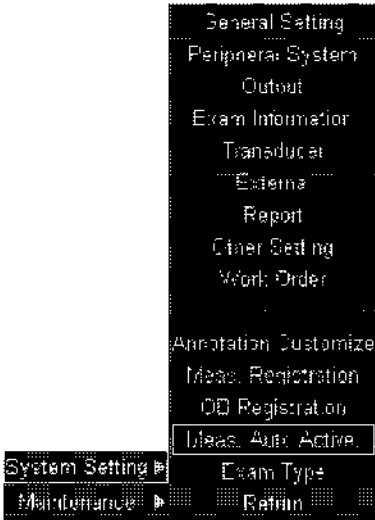 General Setting
Peripheral System
Output
Exam Information
Transducer
External
Report
Other Setting
Work Order
Annotation Customize
Meas. Registration
OB Registration
Meas. Auto Active.
System Setting
Exam Type
Maintenance
Return